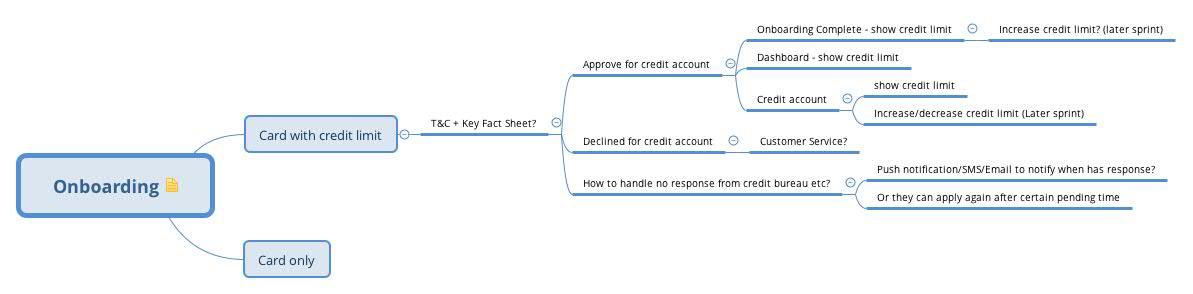 Onboarding
Card with credit limit
T&C + Key Fact Sheet?
Approve for credit account
Onboarding Complete - show credit limit
Increase credit limit? (later sprint)
Dashboard - show credit limit
Credit account
show credit limit
Increase/decrease credit limit (Later sprint)
Declined for credit account
Customer Service?
How to handle no response from credit bureau etc?
Push notification/SMS/Email to notify when has response?
Or they can apply again after certain pending time
Card only